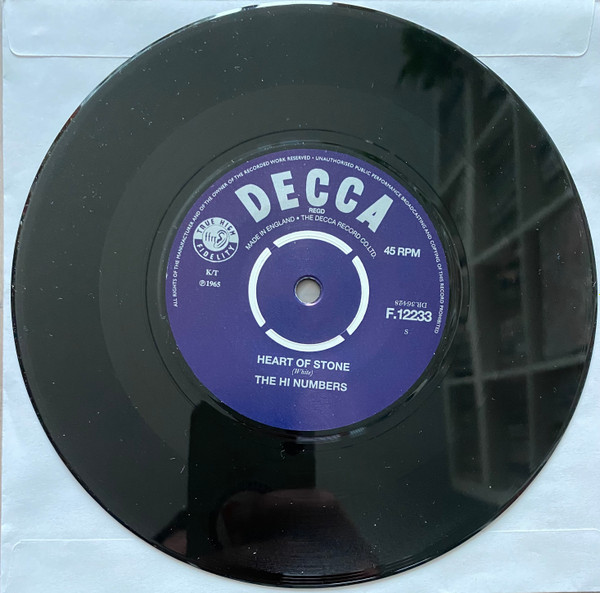 ALL RIGHTS OF THE MANUFACTURER AND OF THE OWNER OF THE RECORDED WORK RESERVED • UNAUTHORISED PUBLIC PERFORMANCE BROADCASTING AND COPYING OF THIS RECORD PROHIBITED
DECCA
REGD
MADE IN ENGLAND • THE DECCA RECORD CO. LTD.
TRUE HIGH
FIDELITY
45 RPM
K/T
℗1965
DR.36428
F.12233
S
HEART OF STONE
(White)
THE HI NUMBERS